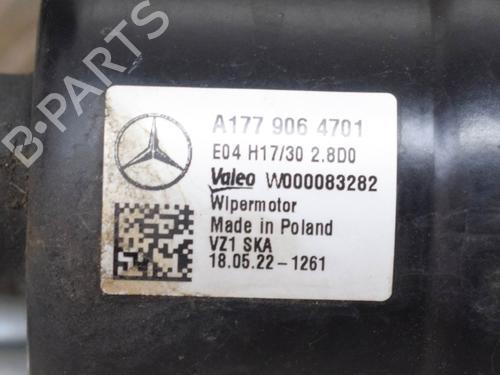 A177 906 4701
E04 H17/30 2.8D0
Valeo W000083282
Wipermotor
Made in Poland
VZ1 SKA
18.05.22-1261
B-PARTS